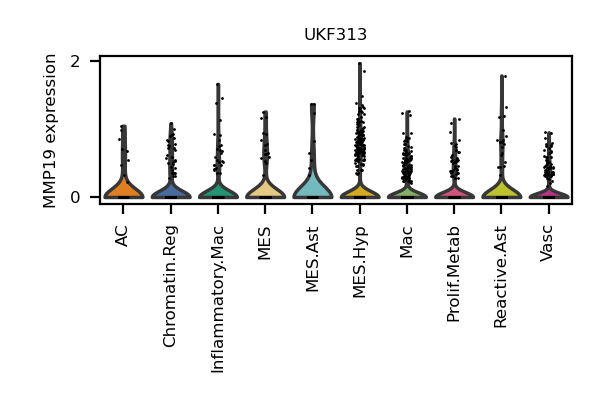 UKF313
MMP19 expression
2
0
AC
Chromatin.Reg
Inflammatory.Mac
MES
MES.Ast
MES.Hyp
Mac
Prolif.Metab
Reactive.Ast
Vasc